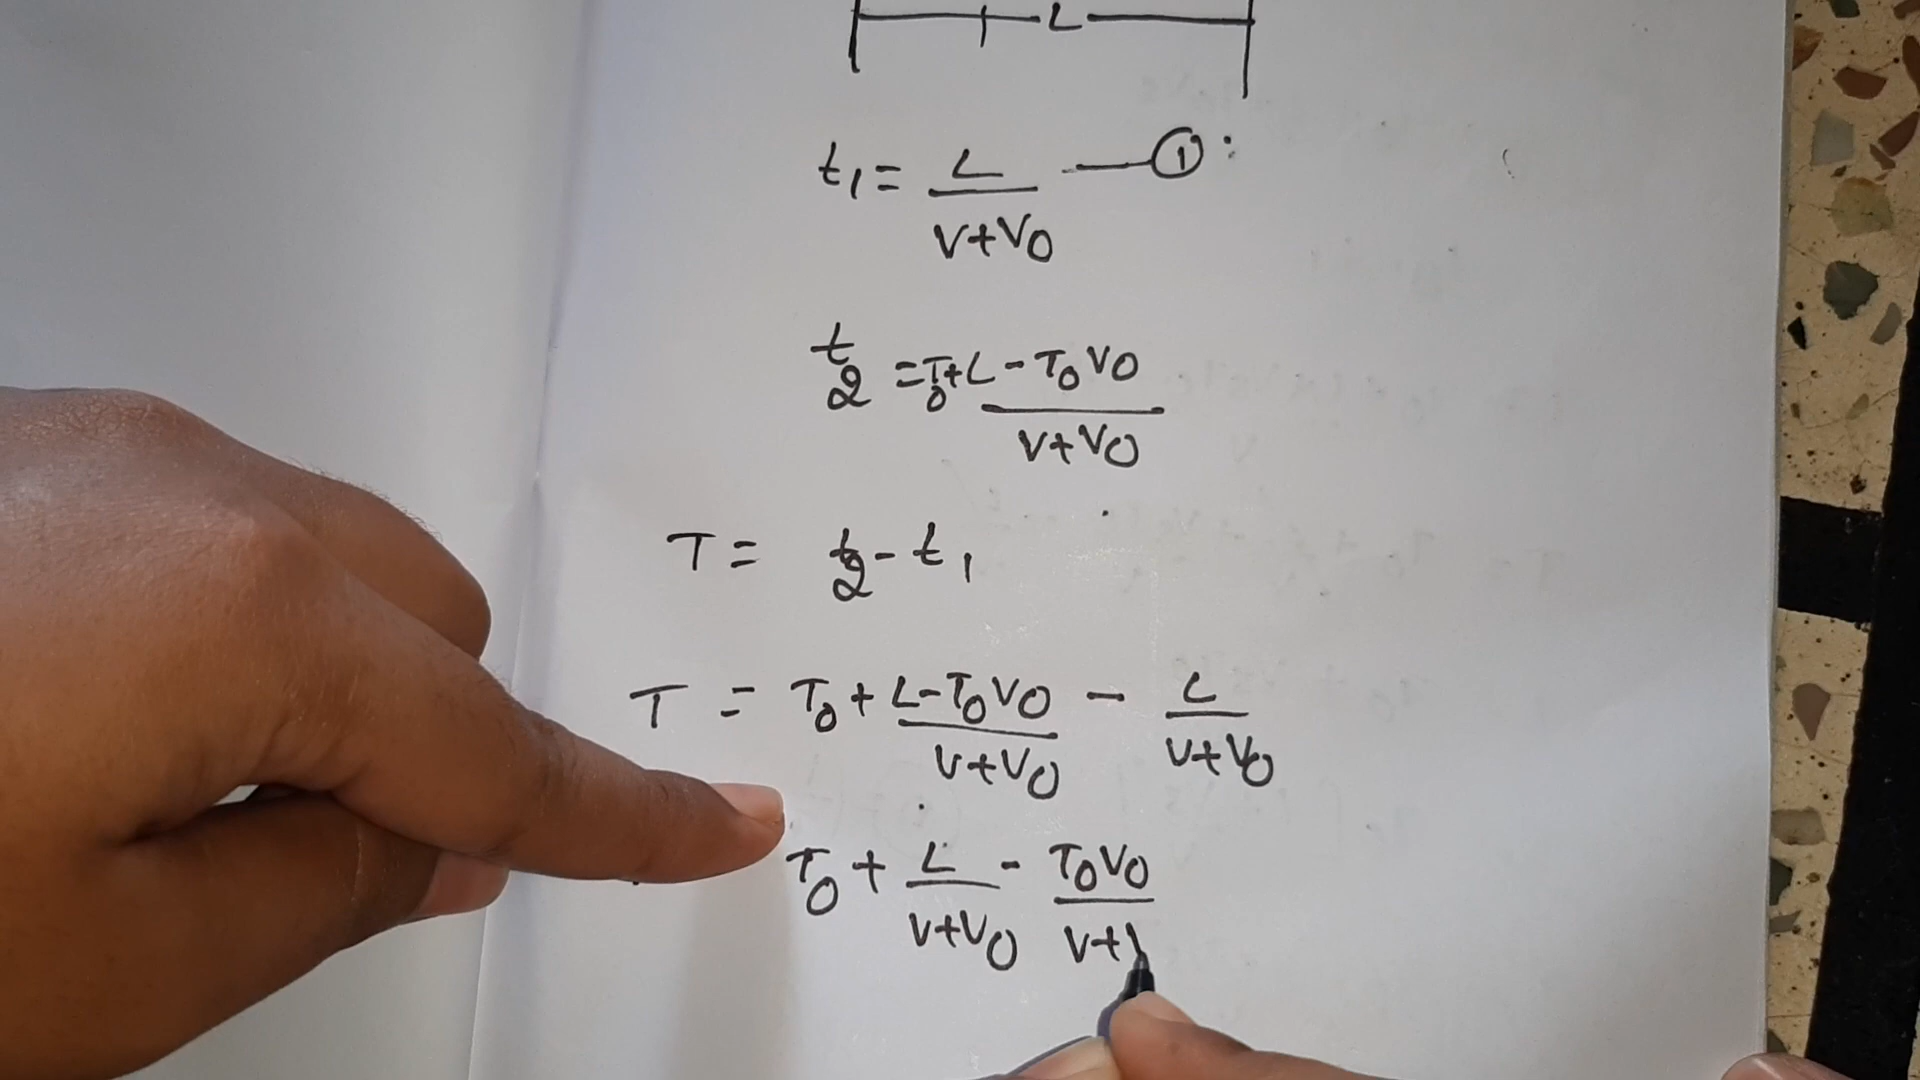 L
t₁ = L / (V+V₀) —①:
t₂ = T₀ + (L - T₀V₀) / (V+V₀)
T = t₂ - t₁
T = T₀ + (L-T₀V₀) / (V+V₀) - L / (V+V₀)
T₀ + L / (V+V₀) - T₀V₀ / (V+